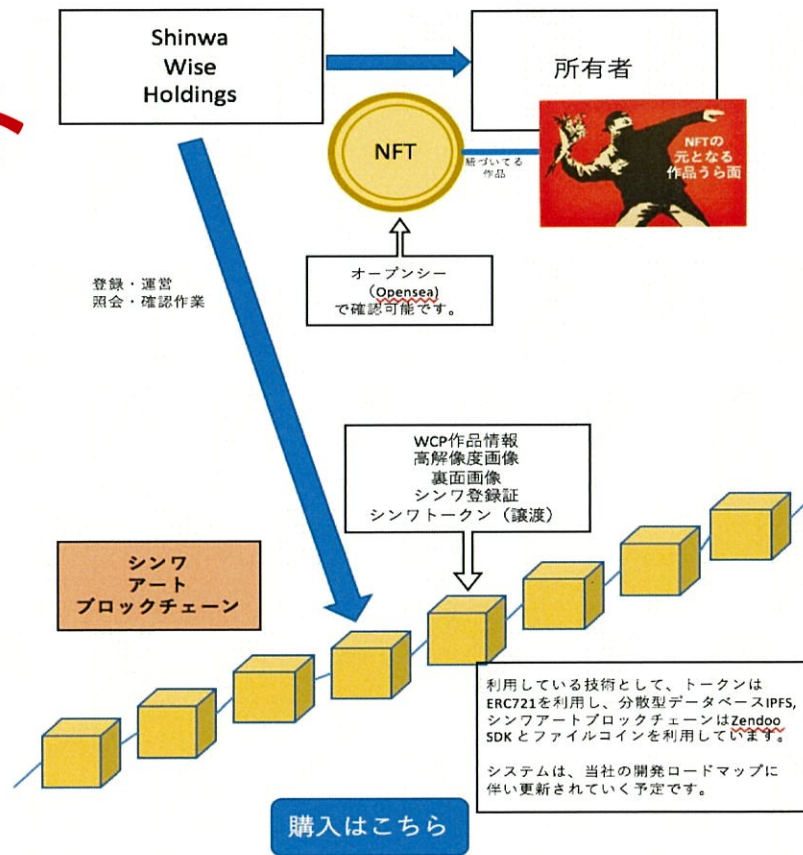 Shinwa
Wise
Holdings
所有者
NFT
紐づいてる
作品
NFTの
元となる
作品うら面
オープンシー
（Opensea)
で確認可能です。
登録・運営
照会・確認作業
WCP作品情報
高解像度画像
裏面画像
シンワ登録証
シンワトークン（譲渡）
シンワ
アート
ブロックチェーン
利用している技術として、トークンは
ERC721を利用し、分散型データベースIPFS,
シンワアートブロックチェーンはZendoo
SDK とファイルコインを利用しています。
システムは、当社の開発ロードマップに
伴い更新されていく予定です。
購入はこちら